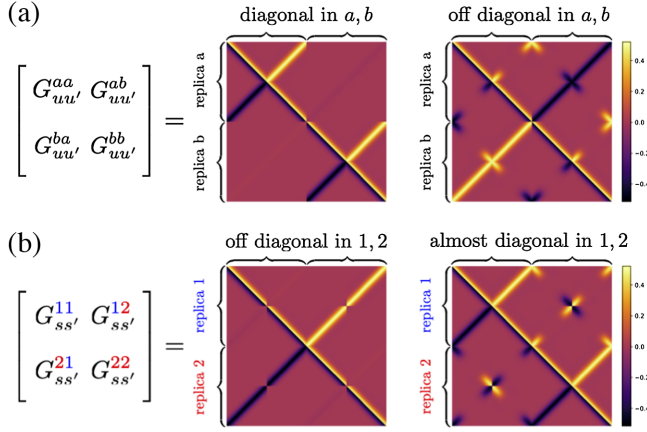 (a)
diagonal in a, b
off diagonal in a, b
G^{aa}_{uu'} G^{ab}_{uu'}
G^{ba}_{uu'} G^{bb}_{uu'}
=
replica a
replica b
replica a
replica b
0.4
0.2
0.0
-0.2
-0.4
(b)
off diagonal in 1, 2
almost diagonal in 1, 2
G^{11}_{ss'} G^{12}_{ss'}
G^{21}_{ss'} G^{22}_{ss'}
=
replica 1
replica 2
replica 1
replica 2
0.4
0.2
0.0
-0.2
-0.4